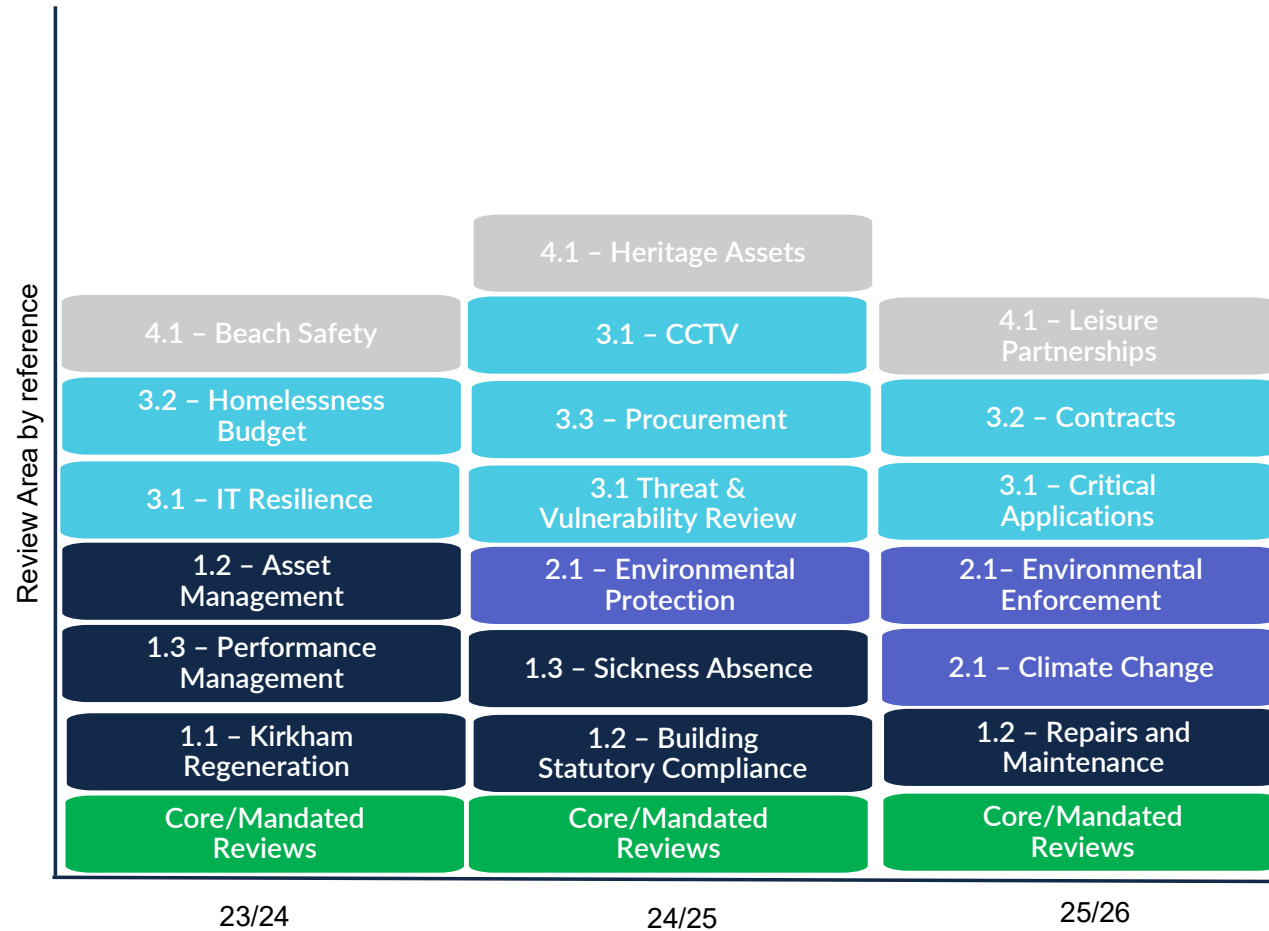 Review Area by reference
4.1 – Heritage Assets
4.1 – Beach Safety
3.1 – CCTV
4.1 – Leisure
Partnerships
3.2 – Homelessness
Budget
3.3 – Procurement
3.2 – Contracts
3.1 – IT Resilience
3.1 Threat &
Vulnerability Review
3.1 – Critical
Applications
1.2 – Asset
Management
2.1 – Environmental
Protection
2.1– Environmental
Enforcement
1.3 – Performance
Management
1.3 – Sickness Absence
2.1 – Climate Change
1.1 – Kirkham
Regeneration
1.2 – Building
Statutory Compliance
1.2 – Repairs and
Maintenance
Core/Mandated
Reviews
Core/Mandated
Reviews
Core/Mandated
Reviews
23/24
24/25
25/26